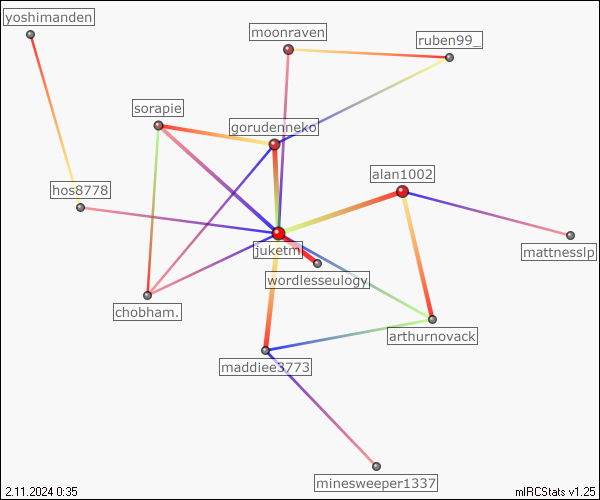 yoshimanden
moonraven
ruben99_
sorapie
gorudenneko
alan1002
hos8778
juketm
mattnesslp
wordlesseulogy
chobham.
arthurnovack
maddiee3773
minesweeper1337
2.11.2024 0:35
mIRCStats v1.25